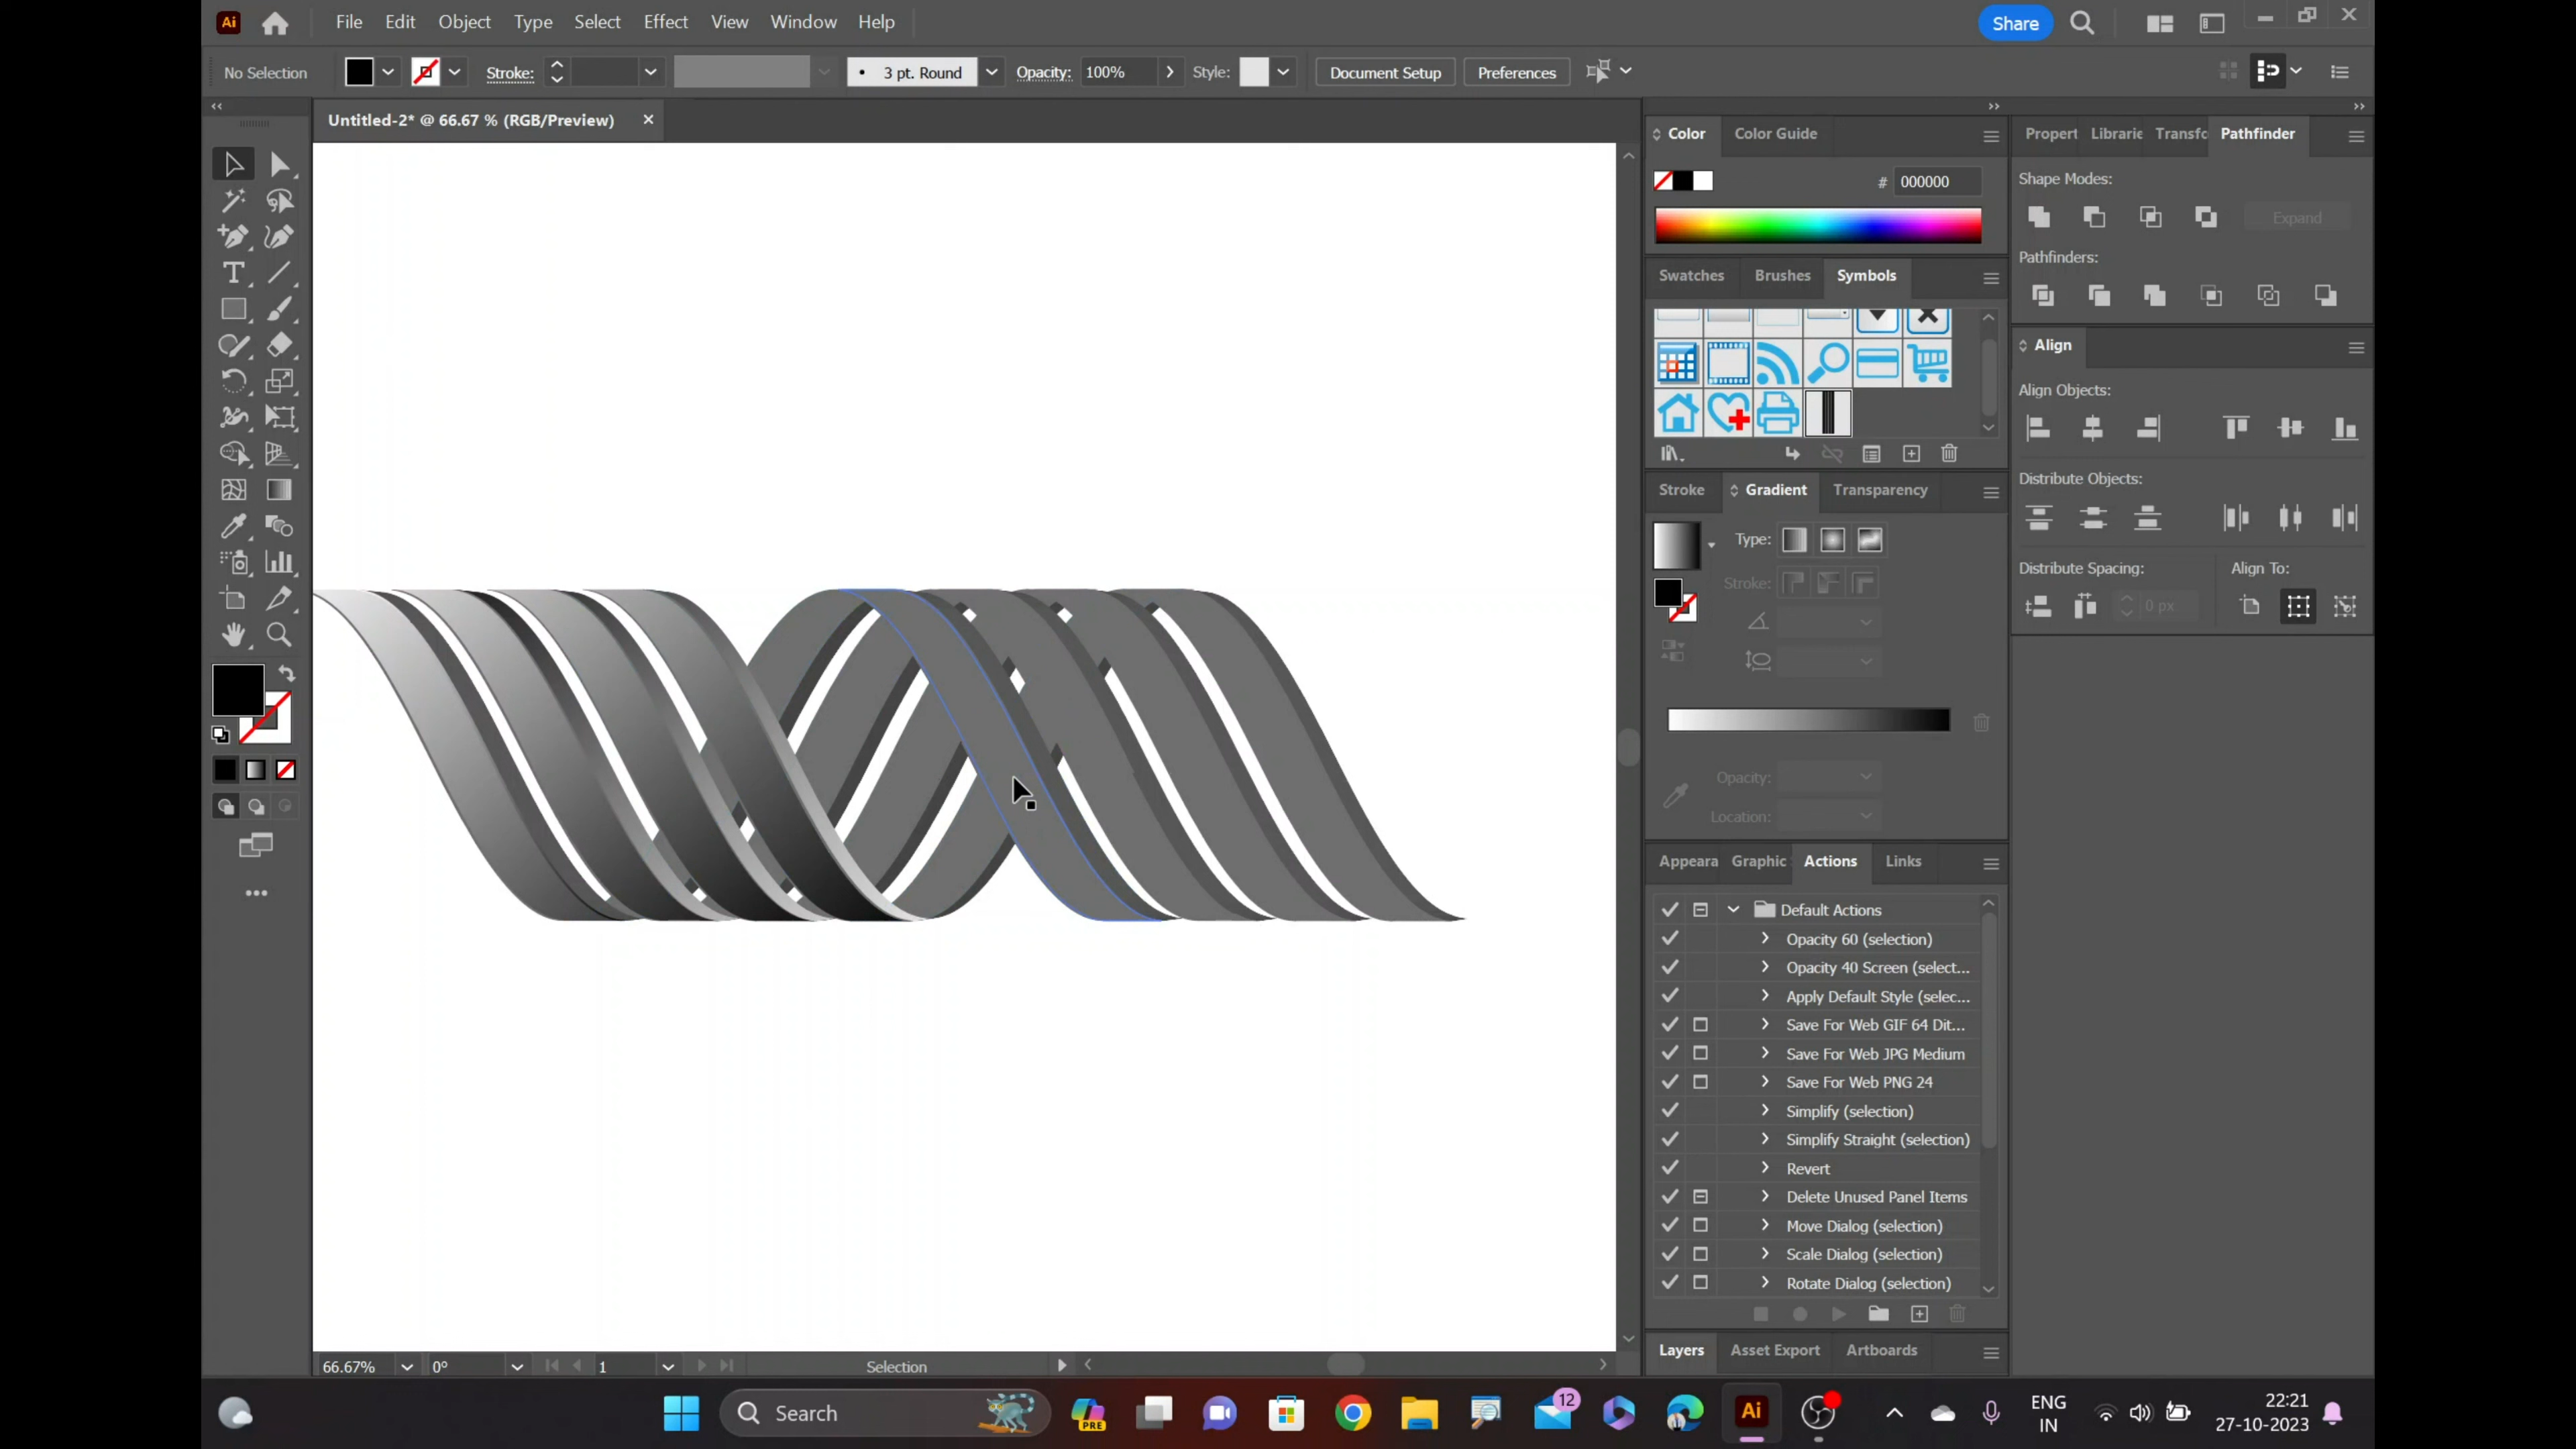 Ai File Edit Object Type Select Effect View Window Help Share
No Selection Stroke: 3 pt. Round Opacity: 100% Style: Document Setup Preferences
Untitled-2* @ 66.67 % (RGB/Preview)
Color Color Guide
# 000000
Swatches Brushes Symbols
Stroke Gradient Transparency
Type:
Stroke:
Opacity:
Location:
Appeara Graphic Actions Links
Default Actions
Opacity 60 (selection)
Opacity 40 Screen (select...
Apply Default Style (selec...
Save For Web GIF 64 Dit...
Save For Web JPG Medium
Save For Web PNG 24
Simplify (selection)
Simplify Straight (selection)
Revert
Delete Unused Panel Items
Move Dialog (selection)
Scale Dialog (selection)
Rotate Dialog (selection)
Layers Asset Export Artboards
Propert Librarie Transfo Pathfinder
Shape Modes:
Expand
Pathfinders:
Align
Align Objects:
Distribute Objects:
Distribute Spacing: Align To:
0 px
66.67% 0° 1 Selection
Search PRE 12 Ai ENG 22:21
IN 27-10-2023